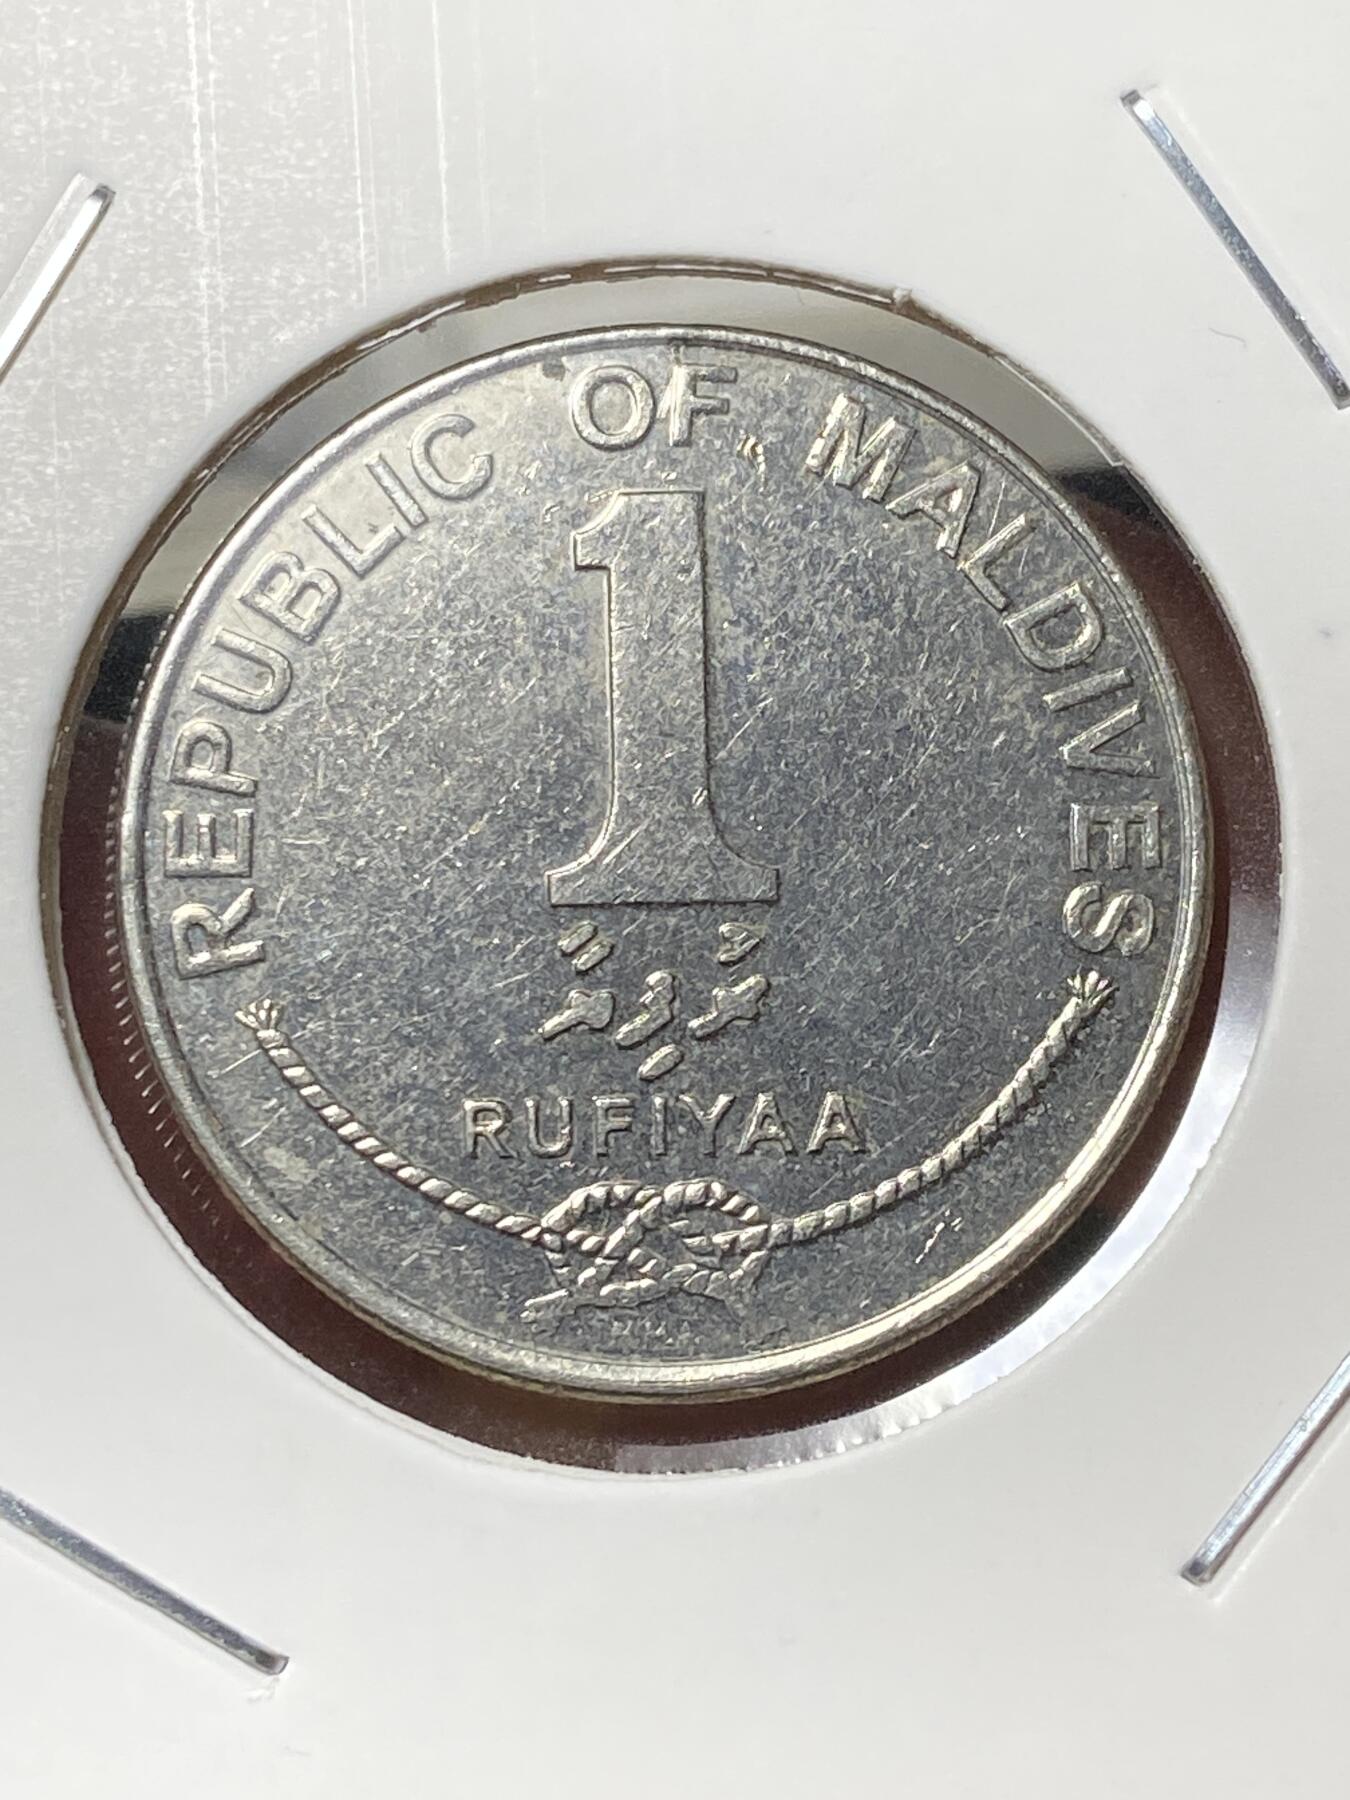 REPUBLIC OF MALDIVES
1
ރުފިޔާ
RUFIYAA